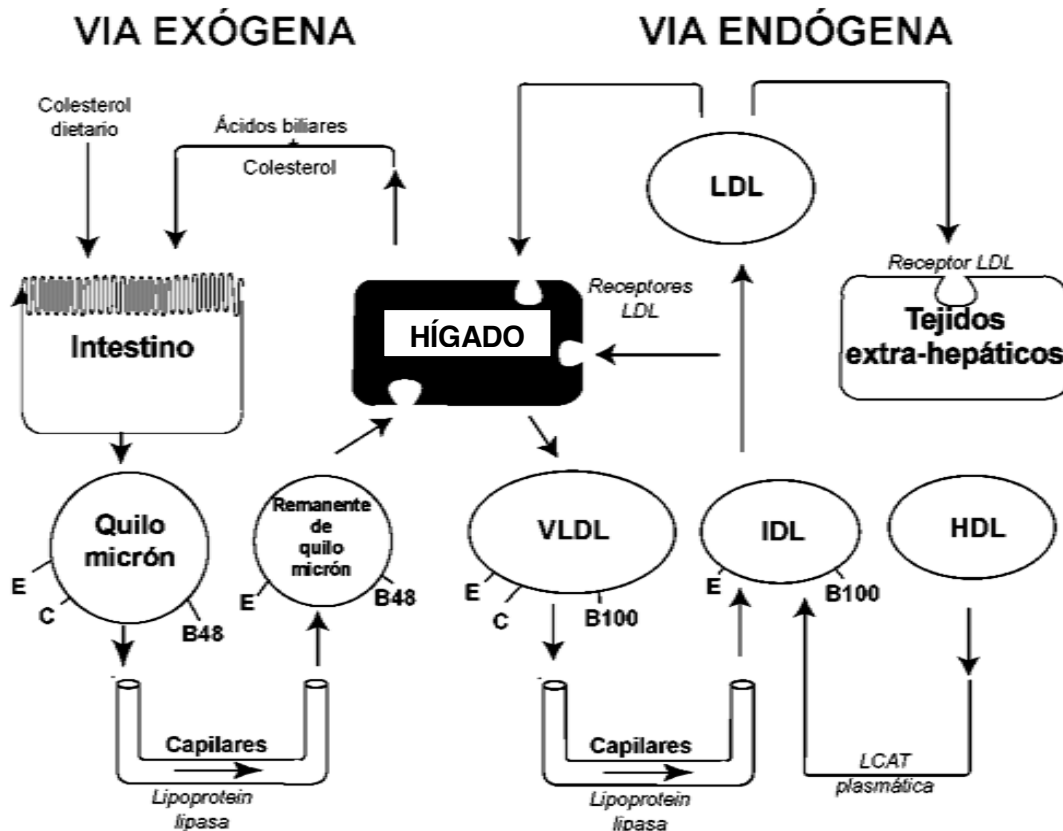 VIA EXÓGENA
VIA ENDÓGENA
Colesterol
dietario
Ácidos biliares
+
Colesterol
LDL
Receptores
LDL
Receptor LDL
Intestino
HÍGADO
Tejidos
extra-hepáticos
Quilo
micrón
E
C
B48
Remanente
de
quilo
micrón
E
B48
VLDL
E
C
B100
IDL
E
B100
HDL
Capilares
Lipoprotein
lipasa
Capilares
Lipoprotein
lipasa
LCAT
plasmática